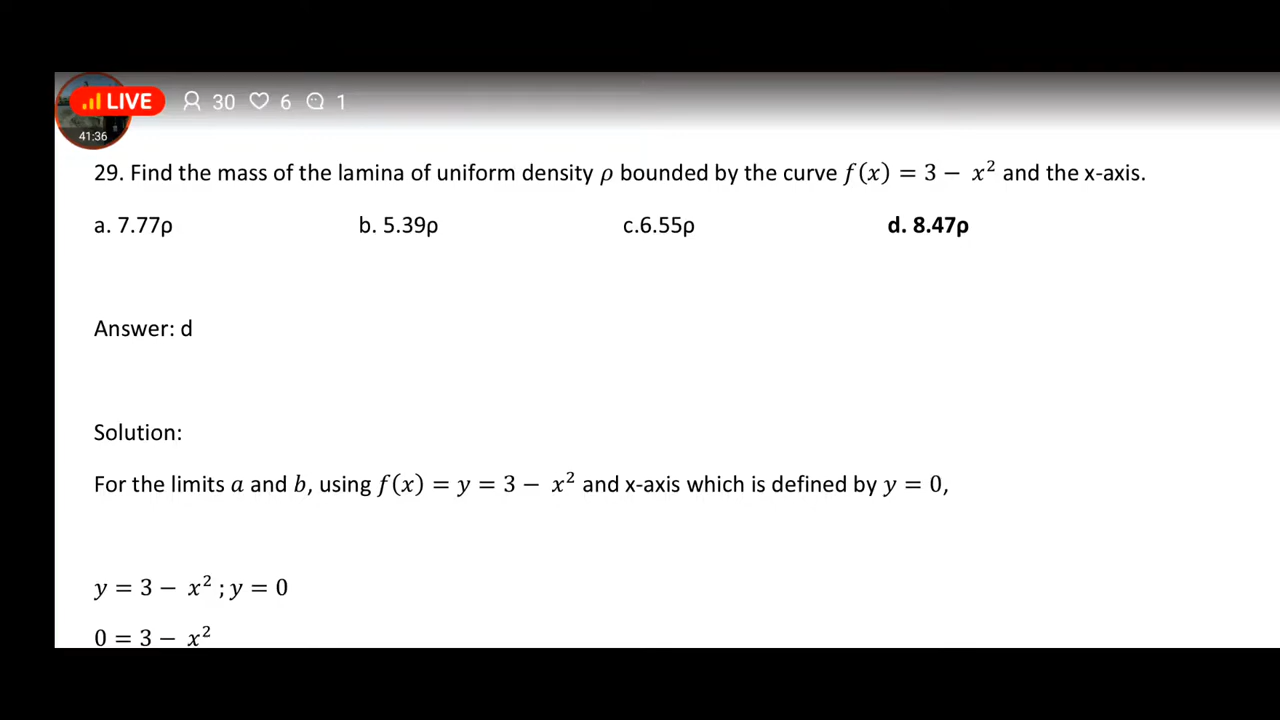 LIVE 30 6 1
41:36
29. Find the mass of the lamina of uniform density ρ bounded by the curve f(x) = 3 − x² and the x-axis.
a. 7.77ρ b. 5.39ρ c.6.55ρ d. 8.47ρ
Answer: d
Solution:
For the limits a and b, using f(x) = y = 3 − x² and x-axis which is defined by y = 0,
y = 3 − x² ; y = 0
0 = 3 − x²